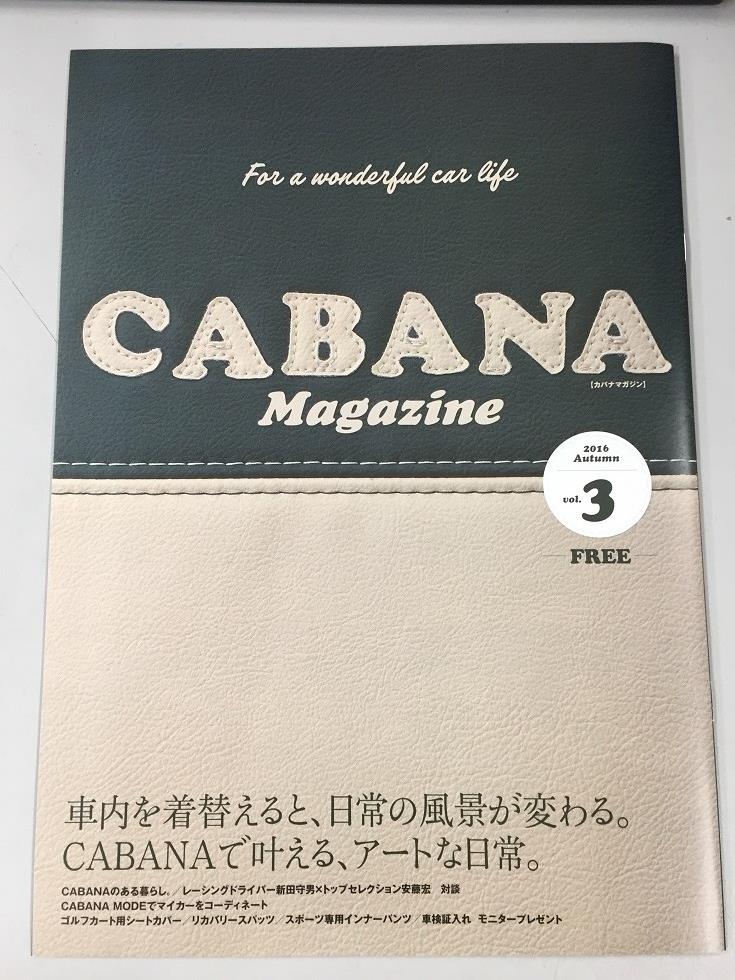 For a wonderful car life
CABANA
[カバナマガジン]
Magazine
2016
Autumn
vol. 3
FREE
車内を着替えると、日常の風景が変わる。
CABANAで叶える、アートな日常。
CABANAのある暮らし。／レーシングドライバー新田守男×トップセレクション安藤宏 対談
CABANA MODEでマイカーをコーディネート
ゴルフカート用シートカバー／リカバリースパッツ／スポーツ専用インナーパンツ／車検証入れ モニタープレゼント